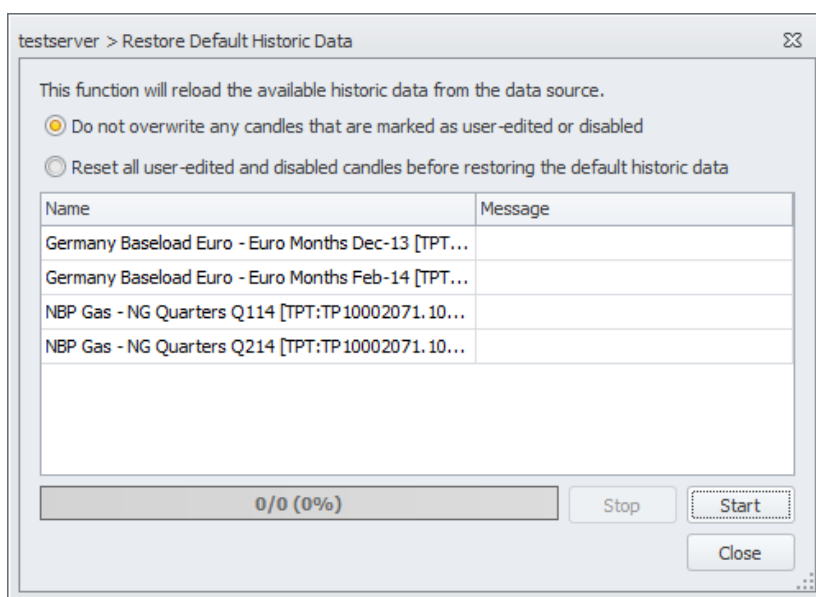 testserver > Restore Default Historic Data
This function will reload the available historic data from the data source.
Do not overwrite any candles that are marked as user-edited or disabled
Reset all user-edited and disabled candles before restoring the default historic data
Name Message
Germany Baseload Euro - Euro Months Dec-13 [TPT...
Germany Baseload Euro - Euro Months Feb-14 [TPT...
NBP Gas - NG Quarters Q114 [TPT:TP10002071.10...
NBP Gas - NG Quarters Q214 [TPT:TP10002071.10...
0/0 (0%) Stop Start
Close